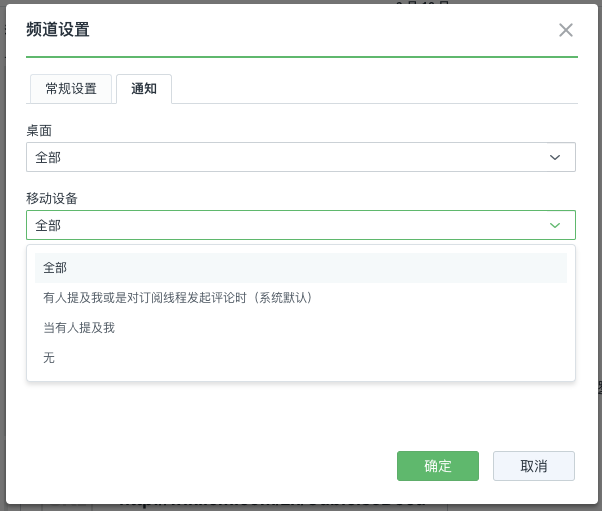 频道设置
常规设置
通知
桌面
全部
移动设备
全部
全部
有人提及我或是对订阅线程发起评论时（系统默认）
当有人提及我
无
确定
取消